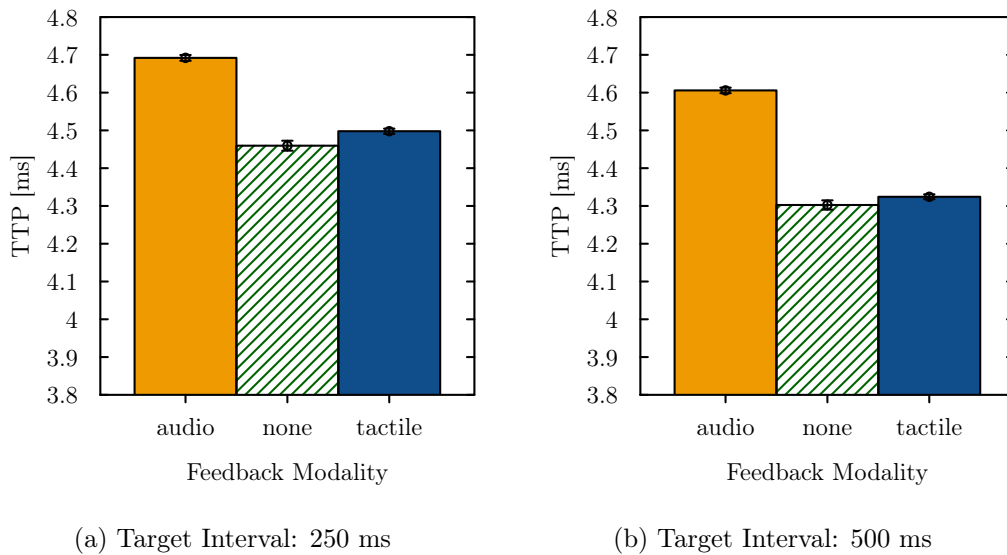 4.8
4.7
4.6
4.5
4.4
4.3
4.2
4.1
4
3.9
3.8
TTP [ms]
audio none tactile
Feedback Modality
(a) Target Interval: 250 ms
4.8
4.7
4.6
4.5
4.4
4.3
4.2
4.1
4
3.9
3.8
TTP [ms]
audio none tactile
Feedback Modality
(b) Target Interval: 500 ms